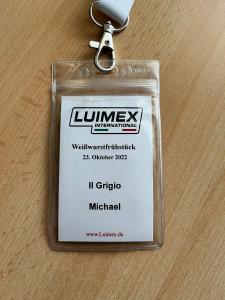 LUIMEX
INTERNATIONAL
Weißwurstfrühstück
23. Oktober 2022
Il Grigio
Michael
www.Luimex.de